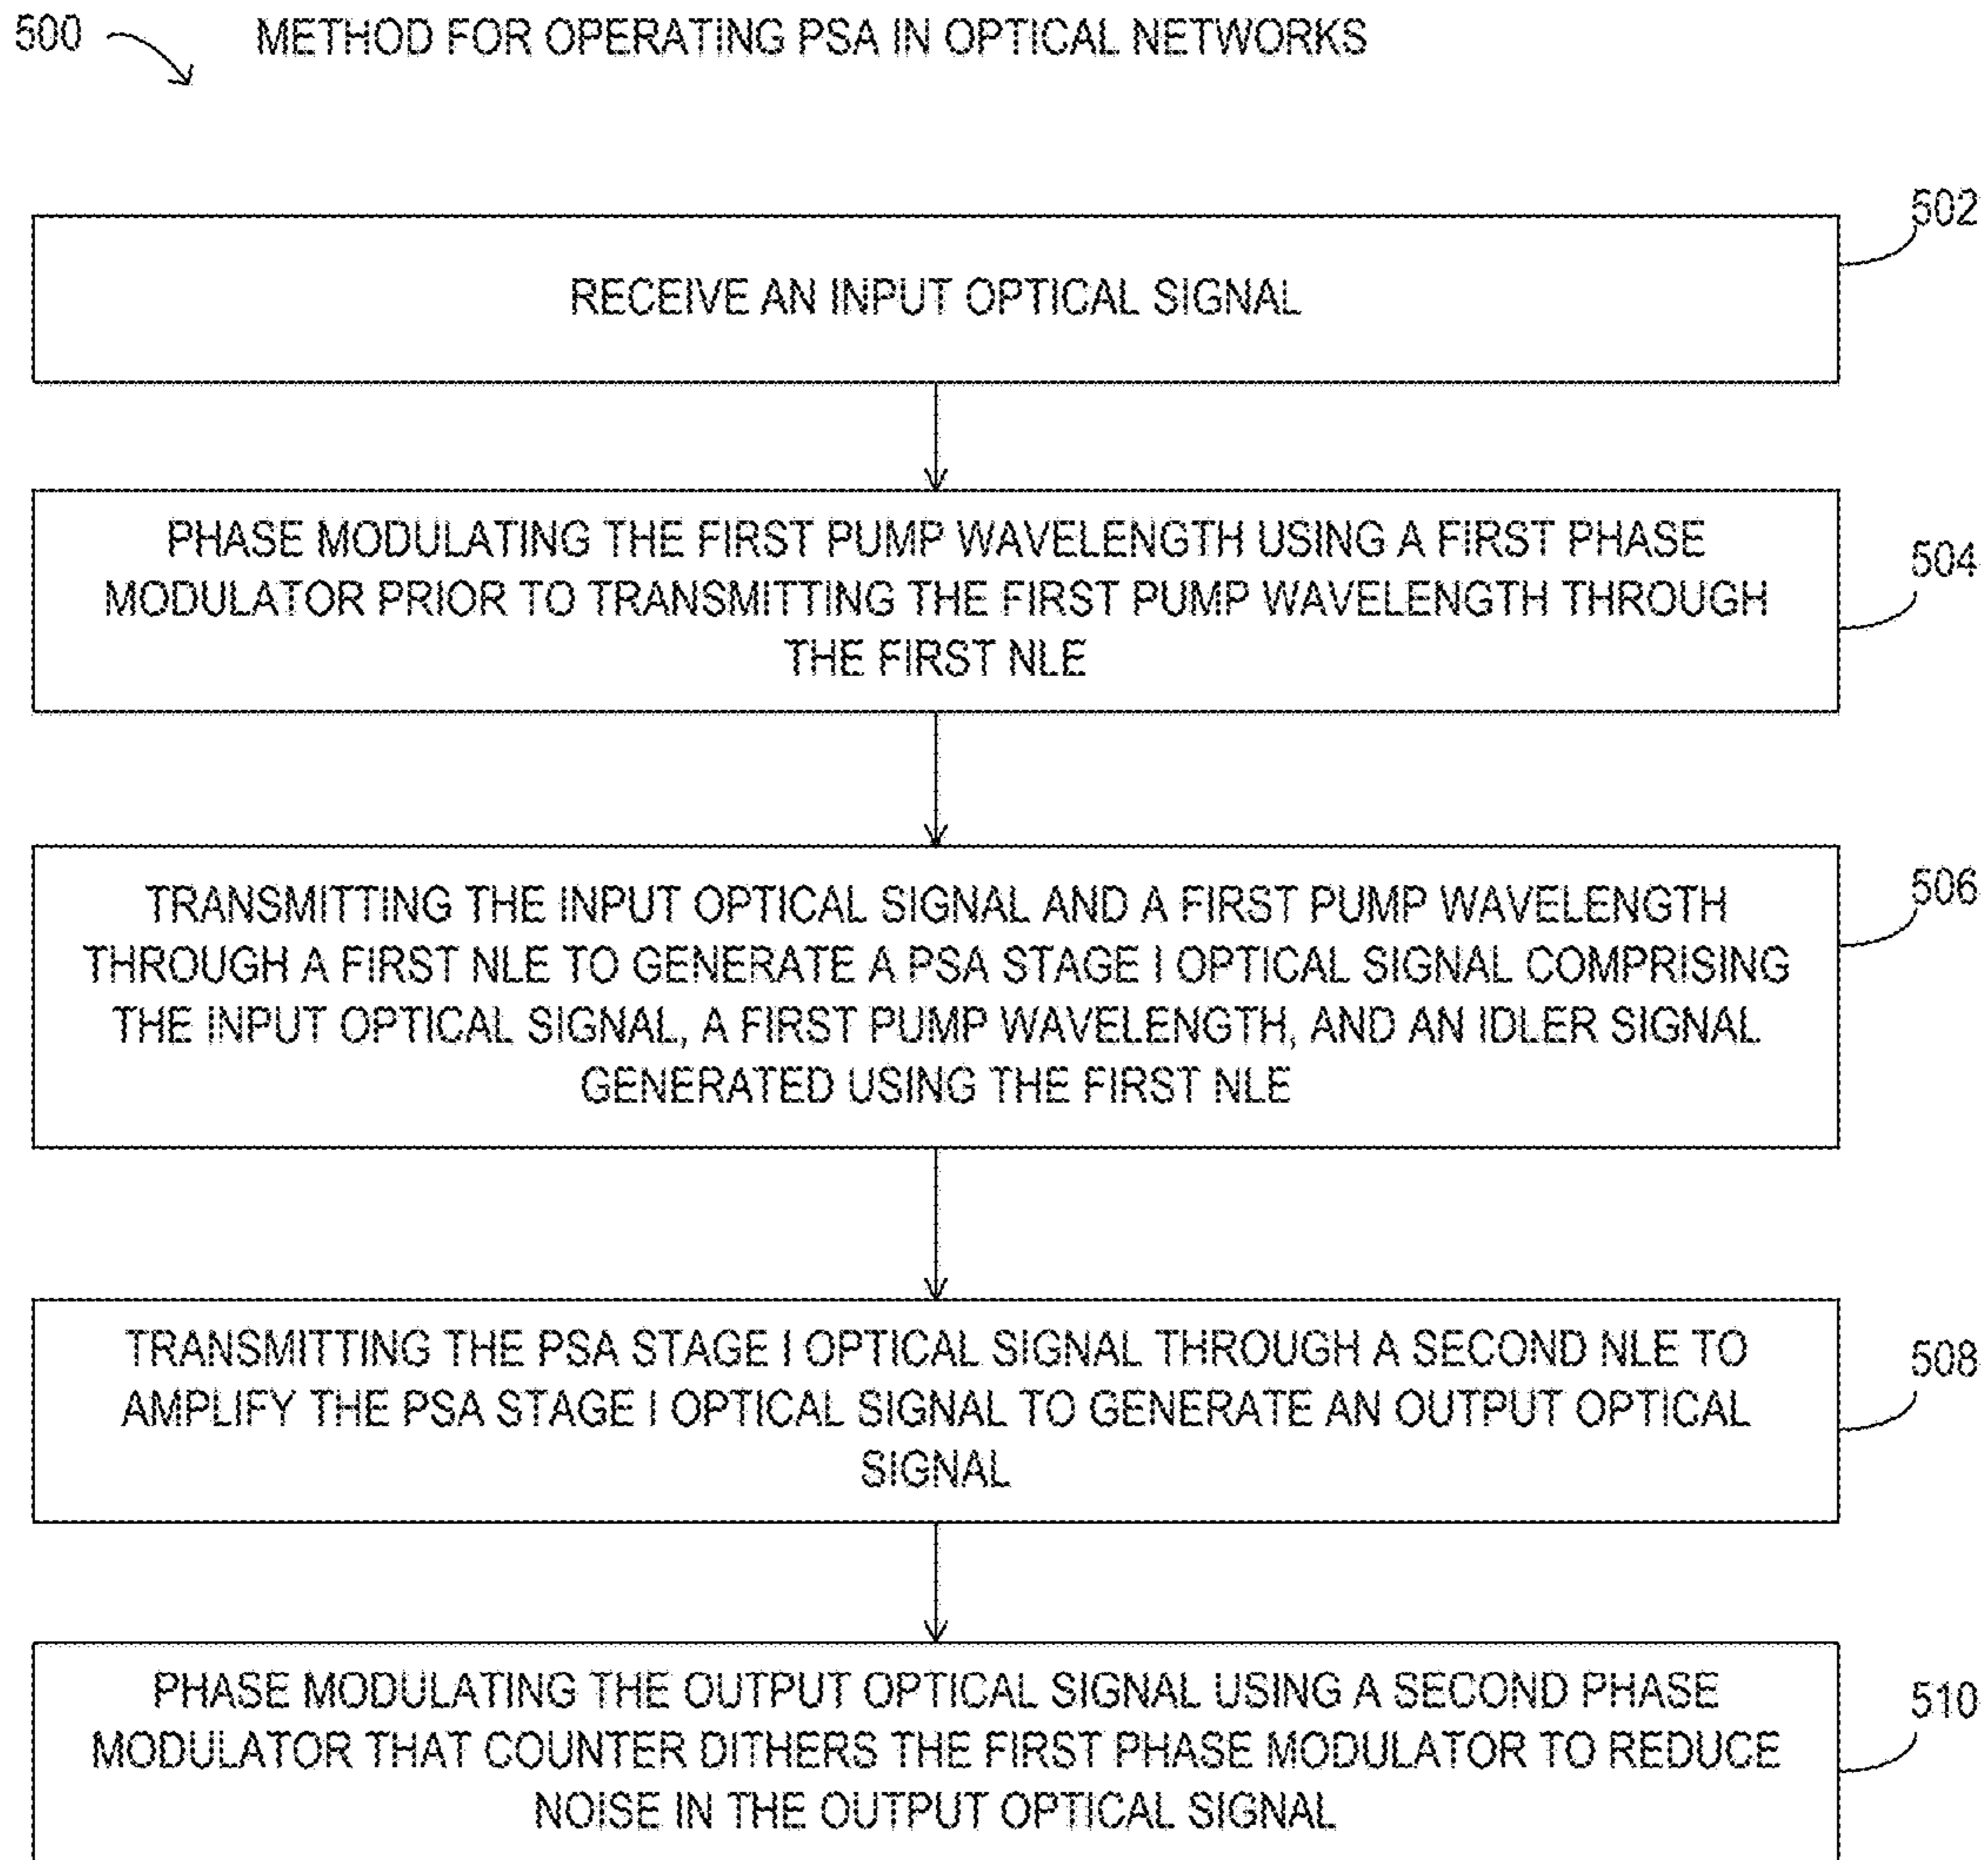 500
METHOD FOR OPERATING PSA IN OPTICAL NETWORKS
502
RECEIVE AN INPUT OPTICAL SIGNAL
504
PHASE MODULATING THE FIRST PUMP WAVELENGTH USING A FIRST PHASE
MODULATOR PRIOR TO TRANSMITTING THE FIRST PUMP WAVELENGTH THROUGH
THE FIRST NLE
506
TRANSMITTING THE INPUT OPTICAL SIGNAL AND A FIRST PUMP WAVELENGTH
THROUGH A FIRST NLE TO GENERATE A PSA STAGE I OPTICAL SIGNAL COMPRISING
THE INPUT OPTICAL SIGNAL, A FIRST PUMP WAVELENGTH, AND AN IDLER SIGNAL
GENERATED USING THE FIRST NLE
508
TRANSMITTING THE PSA STAGE I OPTICAL SIGNAL THROUGH A SECOND NLE TO
AMPLIFY THE PSA STAGE I OPTICAL SIGNAL TO GENERATE AN OUTPUT OPTICAL
SIGNAL
510
PHASE MODULATING THE OUTPUT OPTICAL SIGNAL USING A SECOND PHASE
MODULATOR THAT COUNTER DITHERS THE FIRST PHASE MODULATOR TO REDUCE
NOISE IN THE OUTPUT OPTICAL SIGNAL